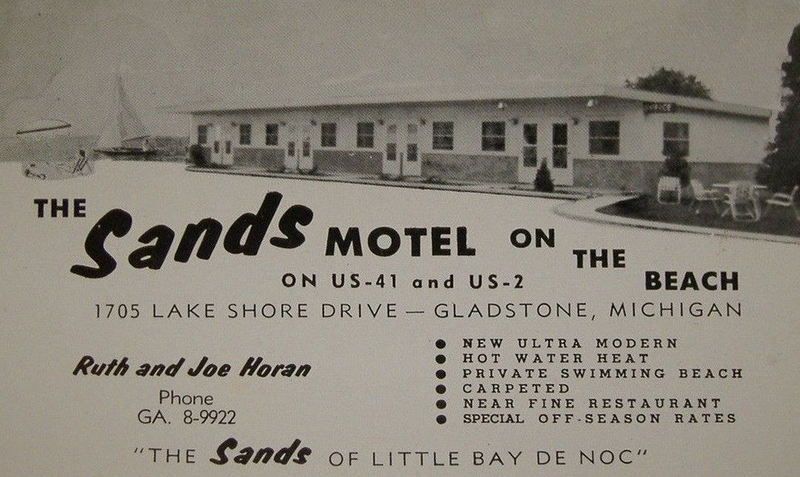 OFFICE
THE Sands MOTEL ON THE BEACH
ON US-41 and US-2
1705 LAKE SHORE DRIVE — GLADSTONE, MICHIGAN
Ruth and Joe Horan
Phone
GA. 8-9922
● NEW ULTRA MODERN
● HOT WATER HEAT
● PRIVATE SWIMMING BEACH
● CARPETED
● NEAR FINE RESTAURANT
● SPECIAL OFF-SEASON RATES
"THE Sands OF LITTLE BAY DE NOC"